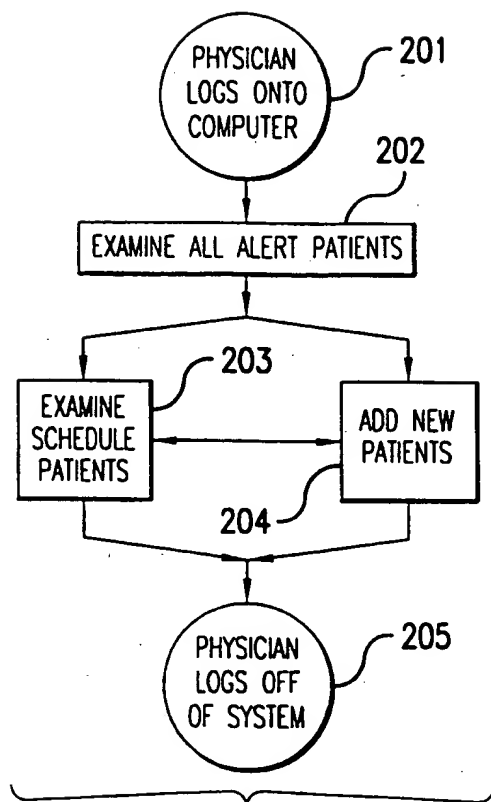 PHYSICIAN
LOGS ONTO
COMPUTER
201
202
EXAMINE ALL ALERT PATIENTS
203
EXAMINE
SCHEDULE
PATIENTS
ADD NEW
PATIENTS
204
PHYSICIAN
LOGS OFF
OF SYSTEM
205